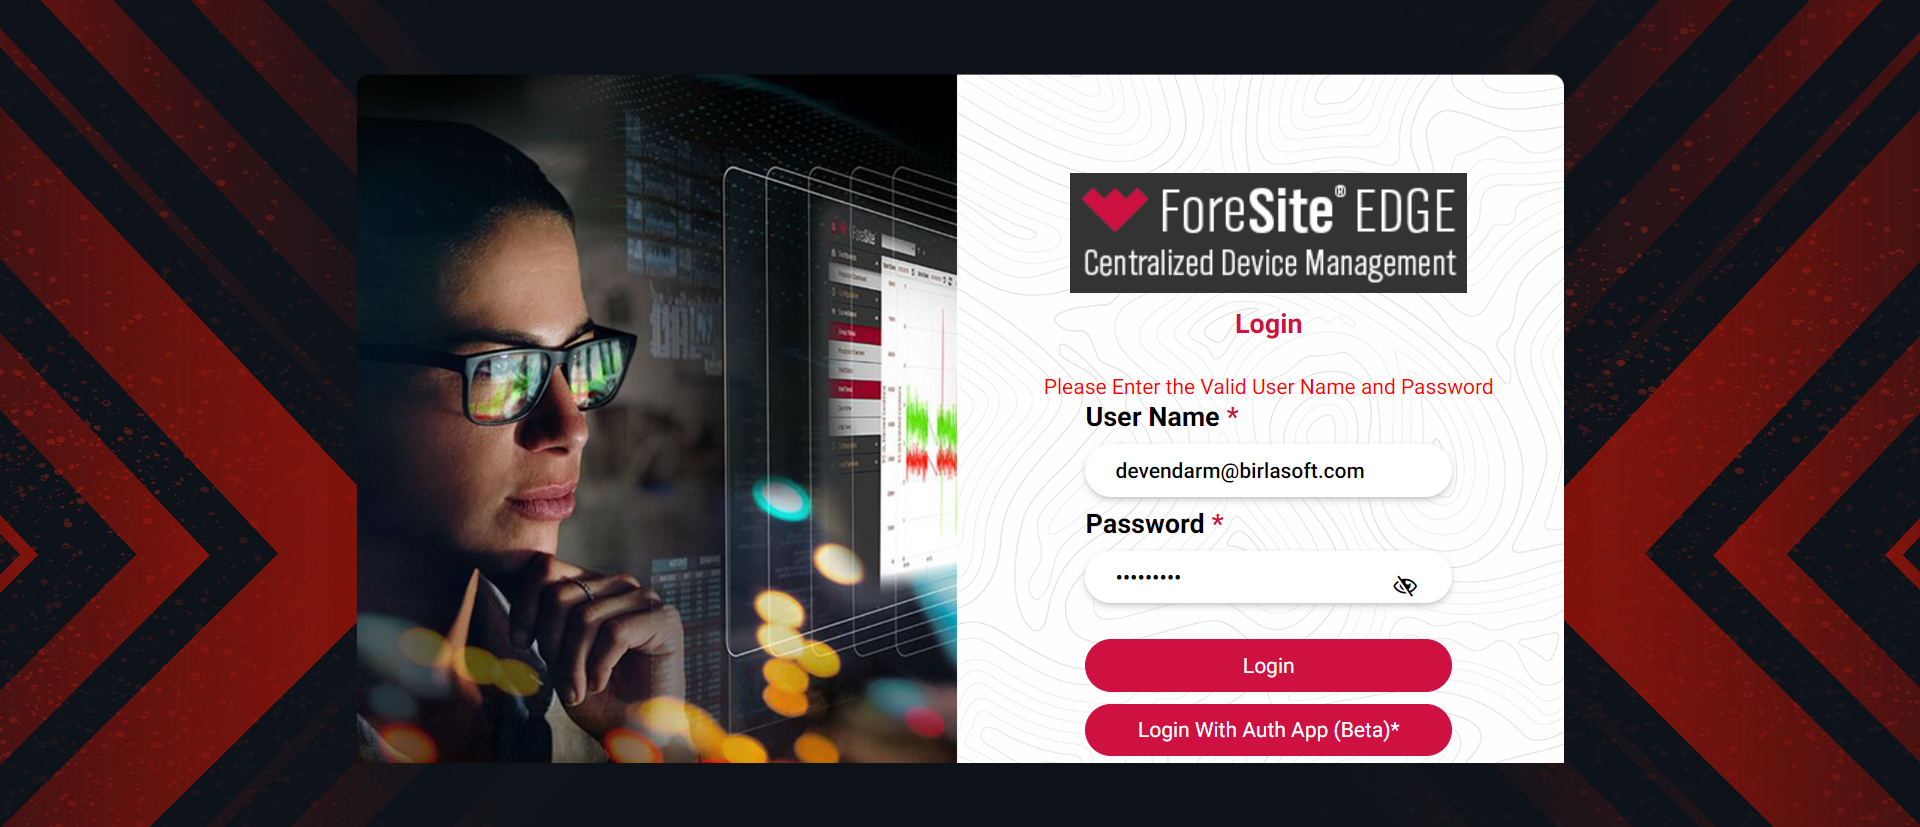 ForeSite® EDGE
Centralized Device Management
Login
Please Enter the Valid User Name and Password
User Name *
devendarm@birlasoft.com
Password *
•••••••••
Login
Login With Auth App (Beta)*
ForeSite